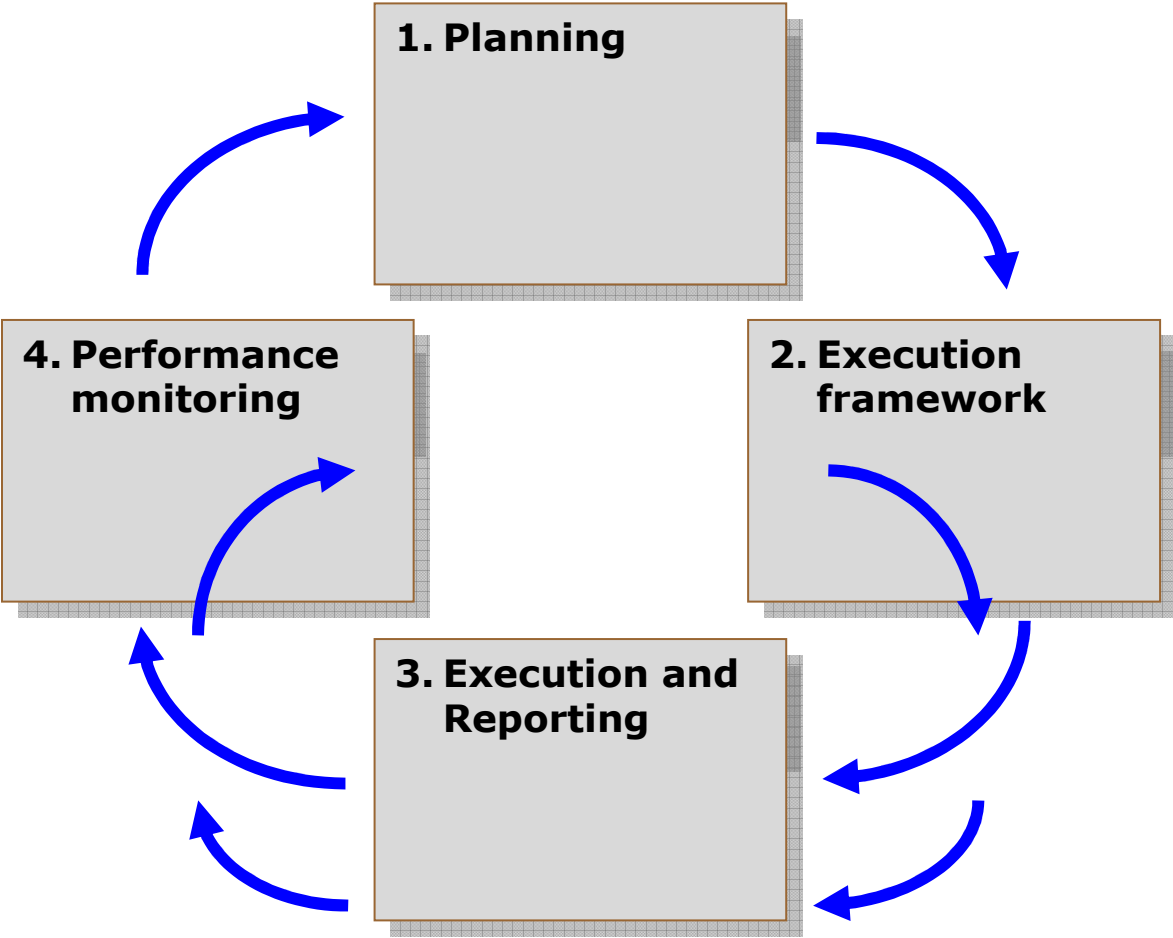 1. Planning
2. Execution
framework
3. Execution and
Reporting
4. Performance
monitoring